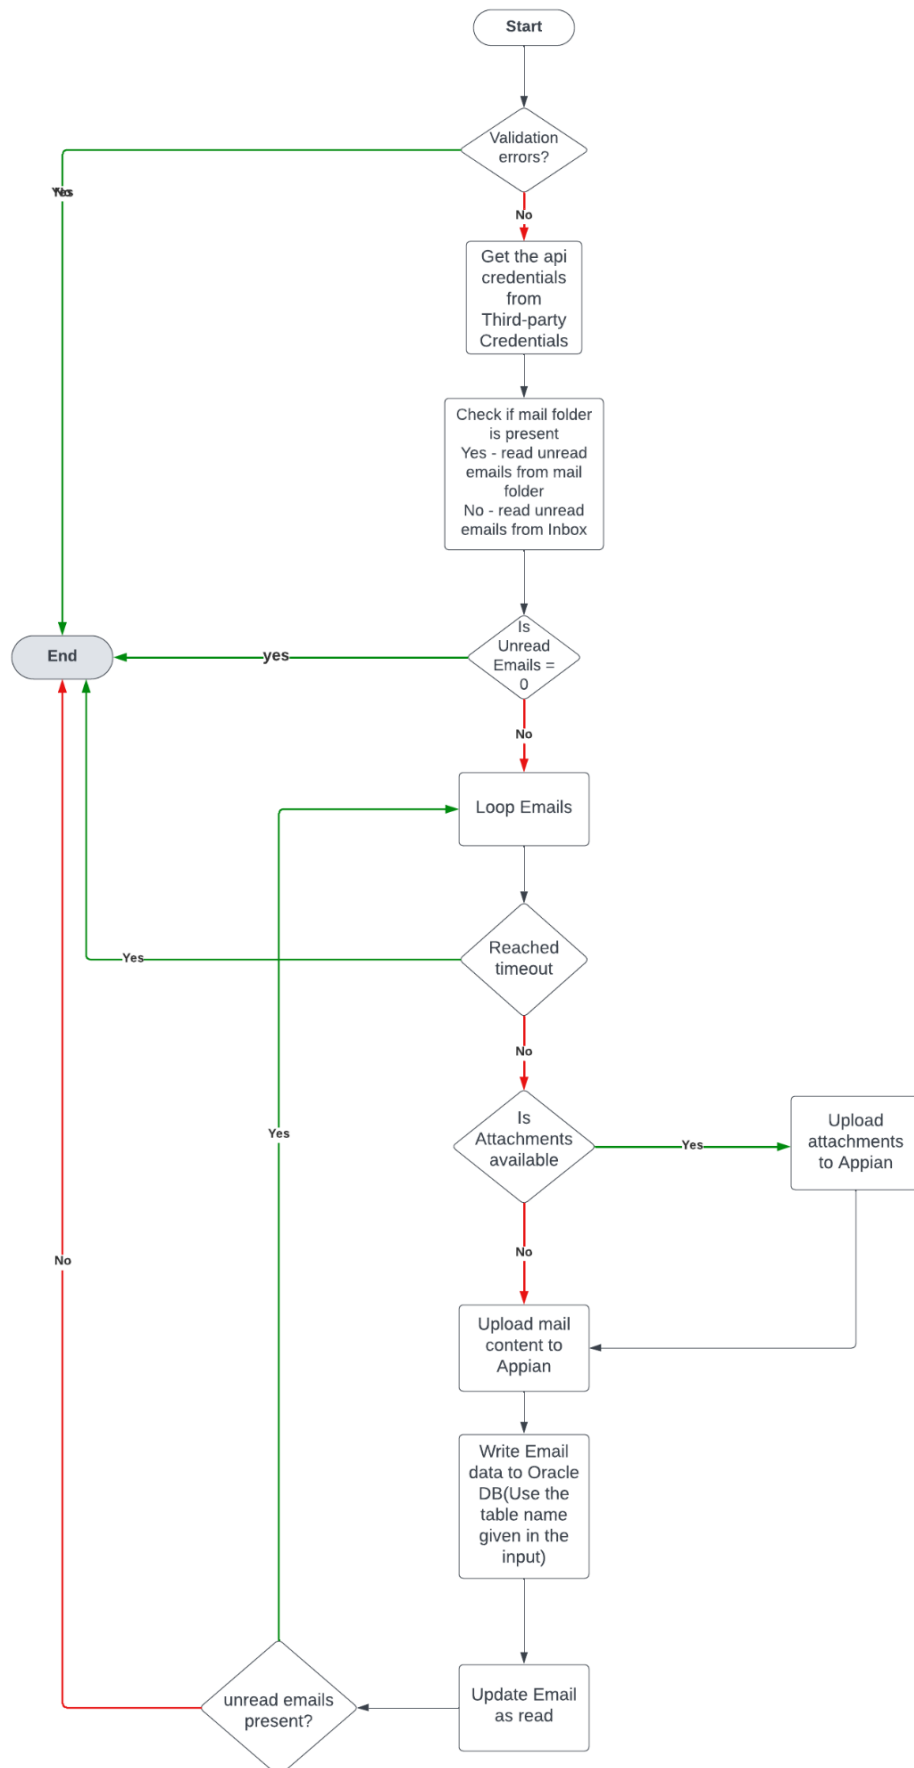 Start
Validation
errors?
No
Get the api
credentials
from
Third-party
Credentials
Check if mail folder
is present
Yes - read unread
emails from mail
folder
No - read unread
emails from Inbox
Is
Unread
Emails =
0
yes
End
No
Loop Emails
Reached
timeout
Yes
No
Is
Attachments
available
Yes
Upload
attachments
to Appian
Yes
No
No
Upload mail
content to
Appian
Write Email
data to Oracle
DB(Use the
table name
given in the
input)
Update Email
as read
unread emails
present?